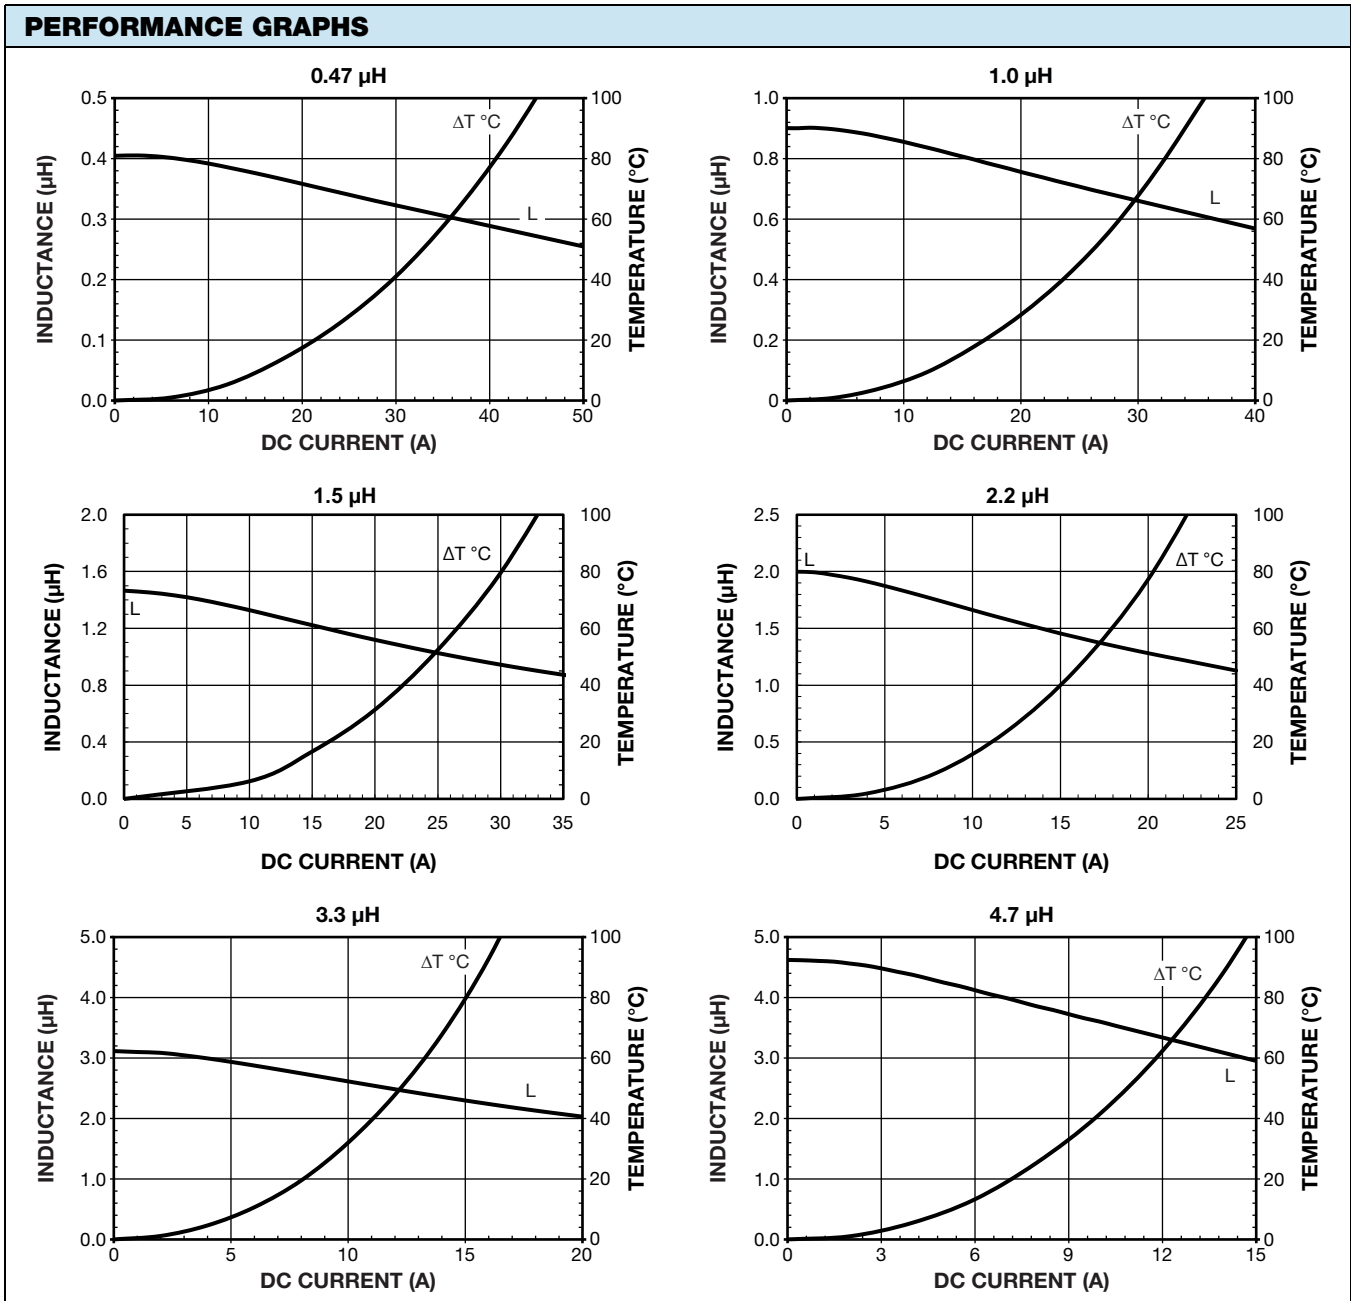 PERFORMANCE GRAPHS
0.47 µH
0.5
0.4
0.3
0.2
0.1
0.0
INDUCTANCE (µH)
ΔT °C
L
100
80
60
40
20
0
TEMPERATURE (°C)
0 10 20 30 40 50
DC CURRENT (A)
1.0 µH
1.0
0.8
0.6
0.4
0.2
0
INDUCTANCE (µH)
ΔT °C
L
100
80
60
40
20
0
TEMPERATURE (°C)
0 10 20 30 40
DC CURRENT (A)
1.5 µH
2.0
1.6
1.2
0.8
0.4
0.0
INDUCTANCE (µH)
ΔT °C
L
100
80
60
40
20
0
TEMPERATURE (°C)
0 5 10 15 20 25 30 35
DC CURRENT (A)
2.2 µH
2.5
2.0
1.5
1.0
0.5
0.0
INDUCTANCE (µH)
L
ΔT °C
100
80
60
40
20
0
TEMPERATURE (°C)
0 5 10 15 20 25
DC CURRENT (A)
3.3 µH
5.0
4.0
3.0
2.0
1.0
0.0
INDUCTANCE (µH)
ΔT °C
L
100
80
60
40
20
0
TEMPERATURE (°C)
0 5 10 15 20
DC CURRENT (A)
4.7 µH
5.0
4.0
3.0
2.0
1.0
0.0
INDUCTANCE (µH)
ΔT °C
L
100
80
60
40
20
0
TEMPERATURE (°C)
0 3 6 9 12 15
DC CURRENT (A)